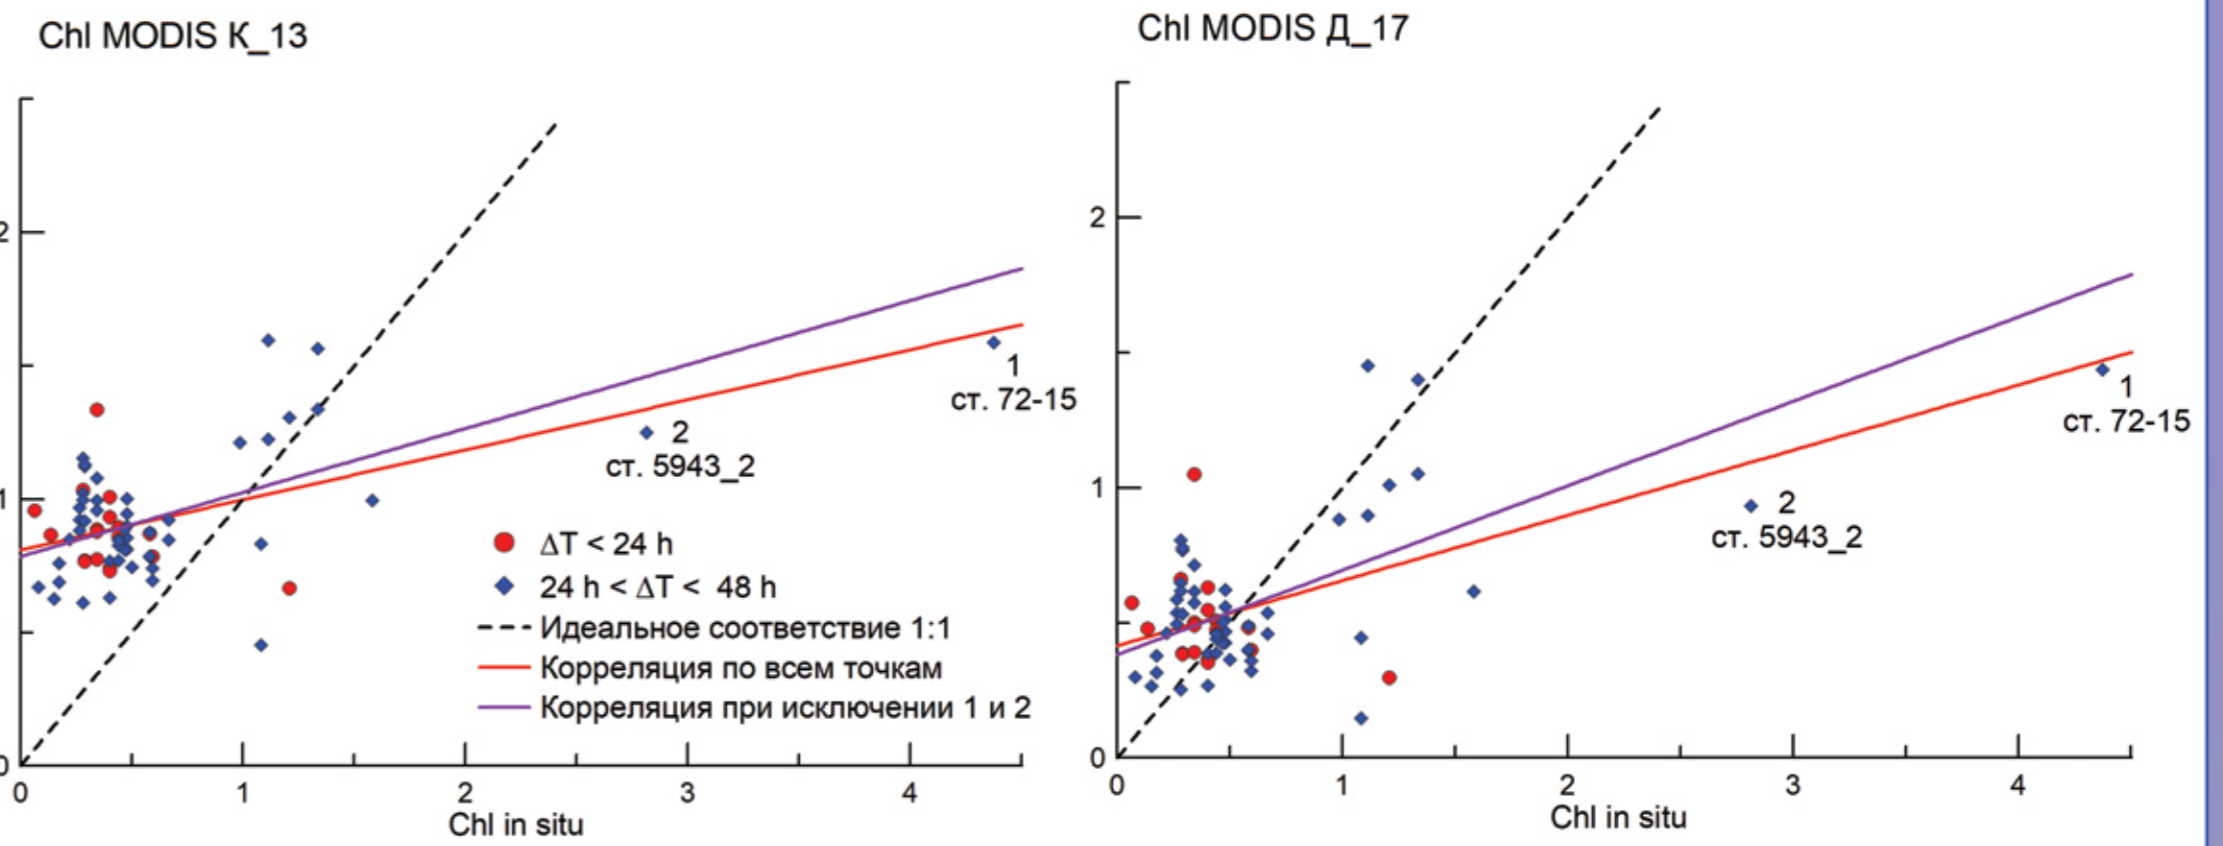 Chl MODIS К_13
2
1
0
0 1 2 3 4
Chl in situ
2
ст. 5943_2
1
ст. 72-15
ΔT < 24 h
24 h < ΔT < 48 h
Идеальное соответствие 1:1
Корреляция по всем точкам
Корреляция при исключении 1 и 2
Chl MODIS Д_17
2
1
0
0 1 2 3 4
Chl in situ
1
ст. 72-15
2
ст. 5943_2